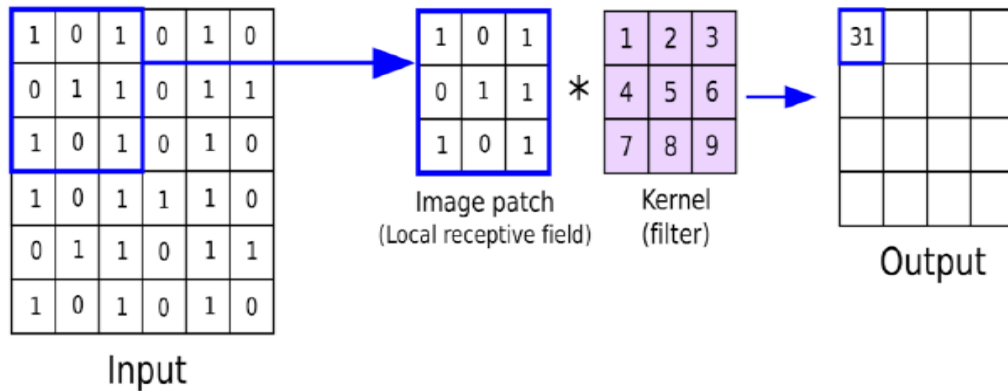 1 0 1 0 1 0
0 1 1 0 1 1
1 0 1 0 1 0
1 0 1 1 1 0
0 1 1 0 1 1
1 0 1 0 1 0
Input
1 0 1
0 1 1
1 0 1
Image patch
(Local receptive field)
*
1 2 3
4 5 6
7 8 9
Kernel
(filter)
31
Output